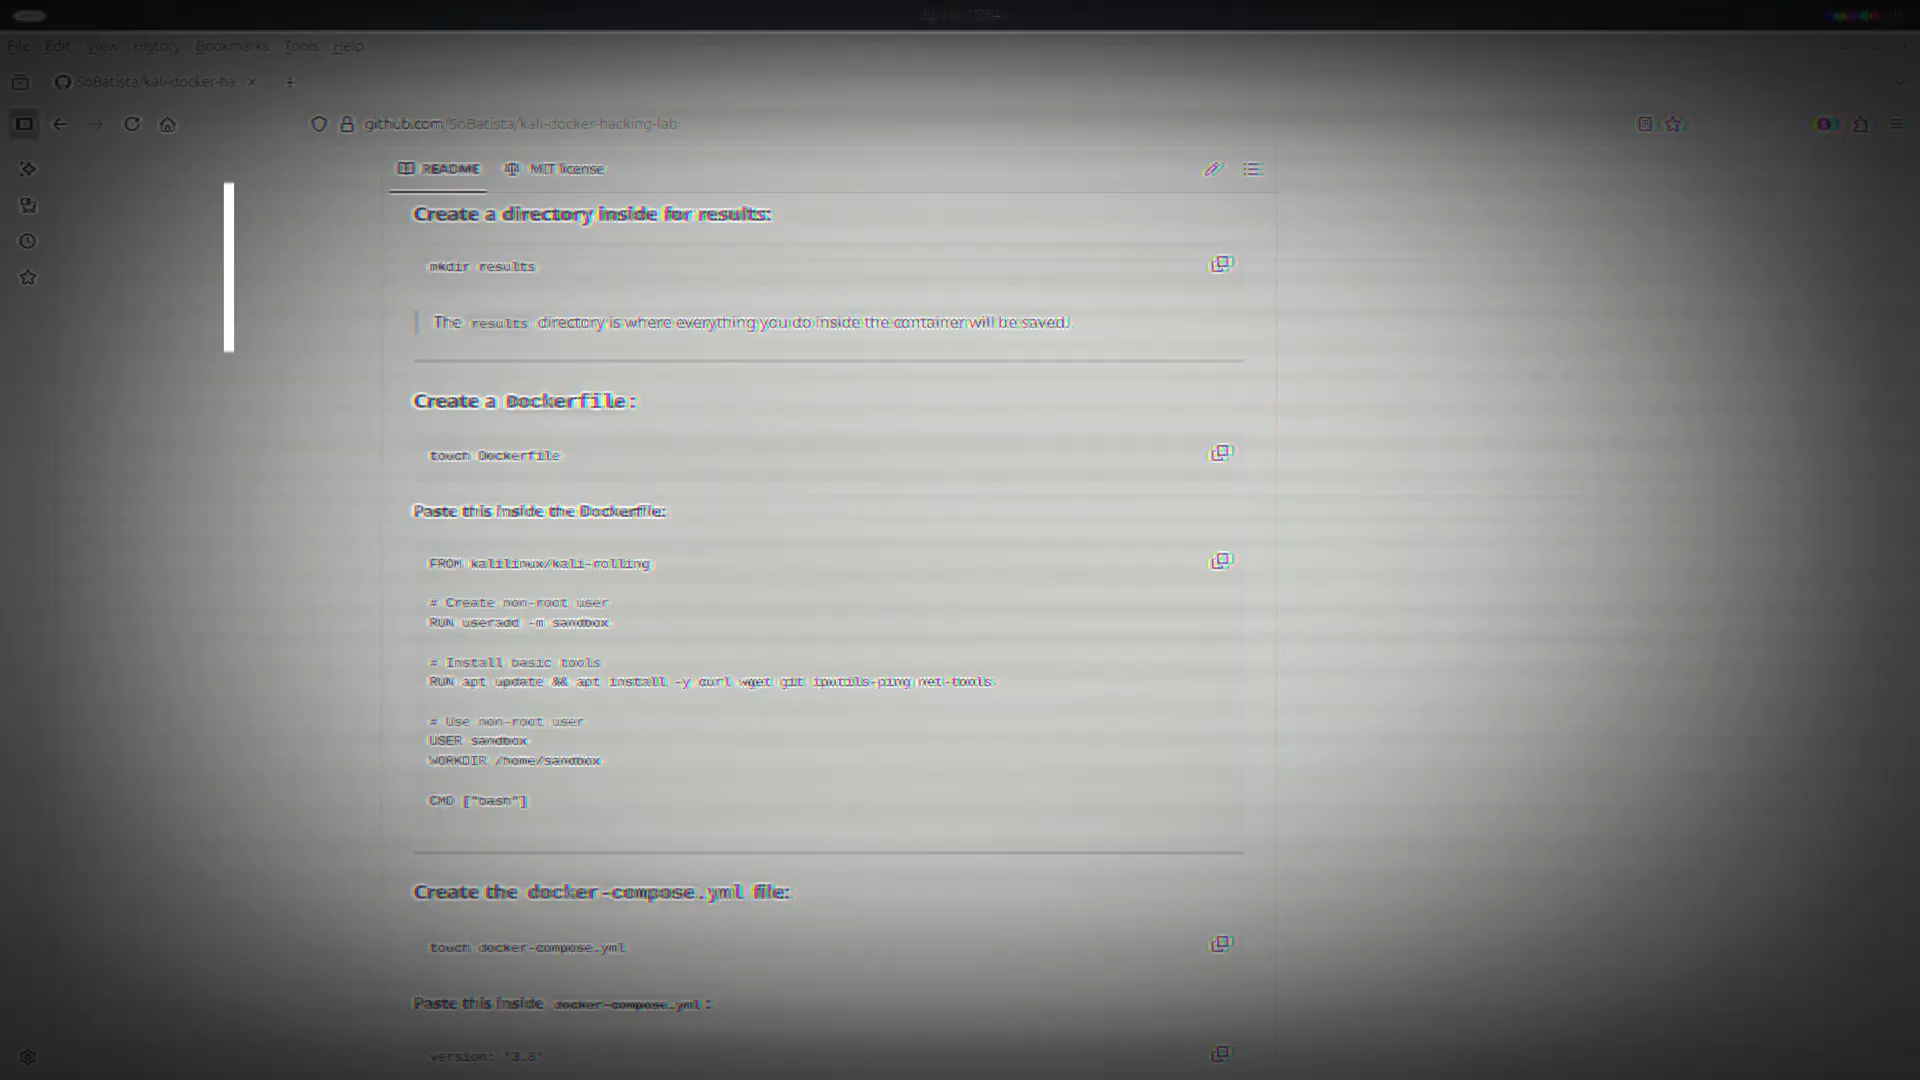 File Edit View History Bookmarks Tools Help
SoBatista/kali-docker-ha
github.com/SoBatista/kali-docker-hacking-lab
README MIT license
Create a directory inside for results:
mkdir results
The results directory is where everything you do inside the container will be saved.
Create a Dockerfile:
touch Dockerfile
Paste this inside the Dockerfile:
FROM kalilinux/kali-rolling
# Create non-root user
RUN useradd -m sandbox
# Install basic tools
RUN apt update && apt install -y curl wget git iputils-ping net-tools
# Use non-root user
USER sandbox
WORKDIR /home/sandbox
CMD ["bash"]
Create the docker-compose.yml file:
touch docker-compose.yml
Paste this inside docker-compose.yml:
version: '3.8'